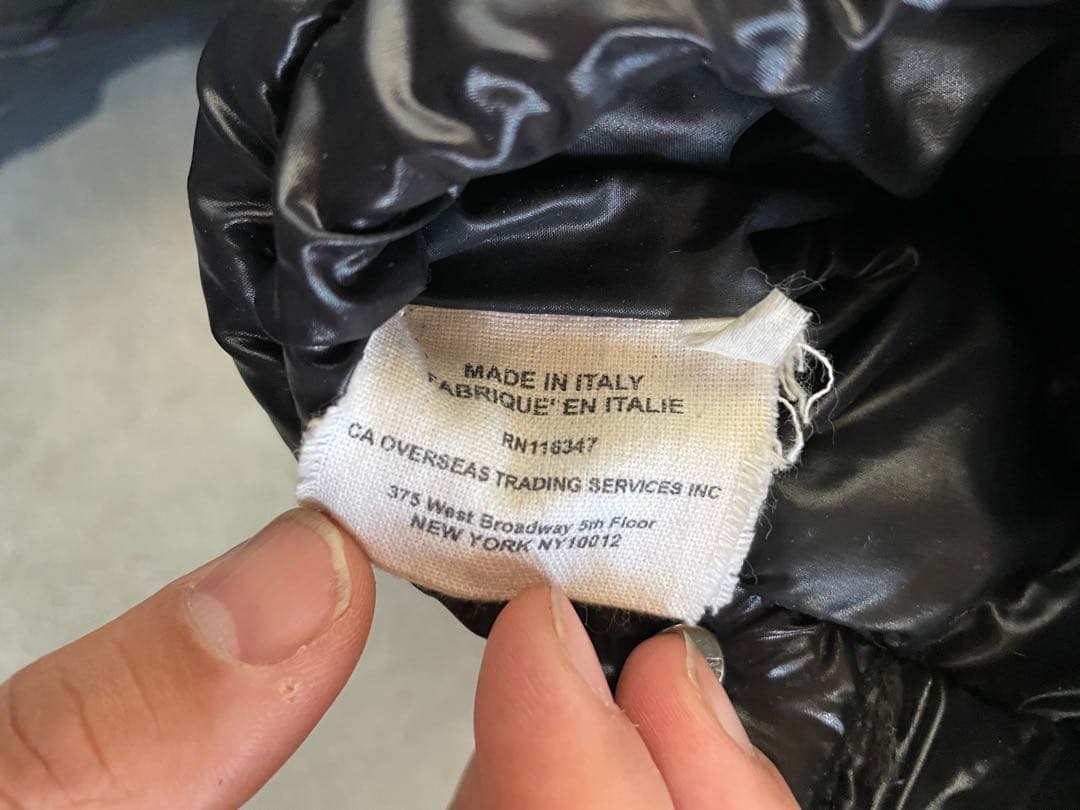 MADE IN ITALY
FABRIQUE' EN ITALIE
RN116347
CA OVERSEAS TRADING SERVICES INC
375 West Broadway 5th Floor
NEW YORK NY10012